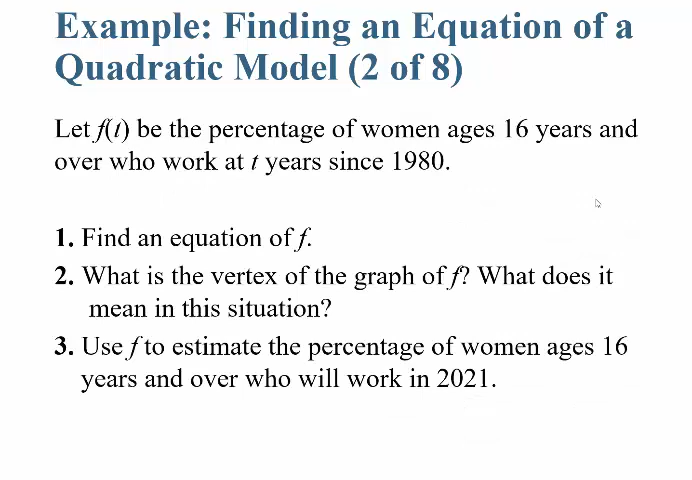 Example: Finding an Equation of a
Quadratic Model (2 of 8)
Let f(t) be the percentage of women ages 16 years and
over who work at t years since 1980.
1. Find an equation of f.
2. What is the vertex of the graph of f? What does it
mean in this situation?
3. Use f to estimate the percentage of women ages 16
years and over who will work in 2021.